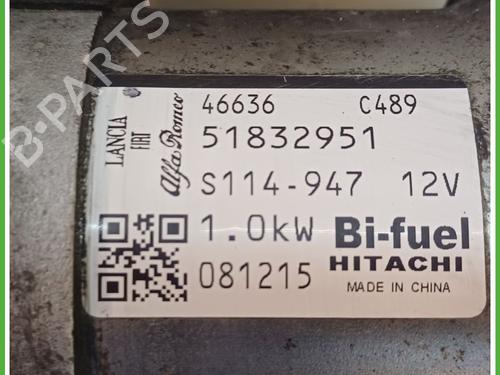 B-PARTS
46636 C489
LANCIA
FIAT
Alfa Romeo
51832951
S114-947 12V
1.0kW Bi-fuel
081215 HITACHI
MADE IN CHINA